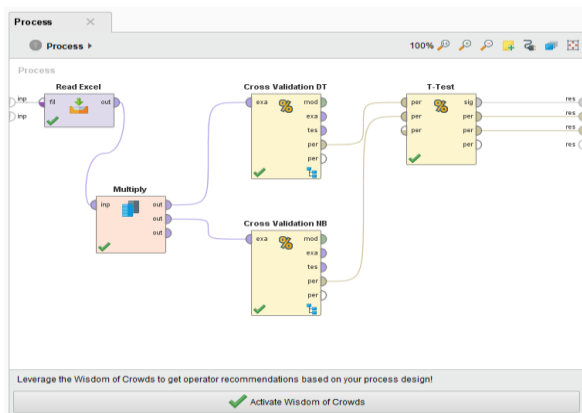 Process
Process
100%
Process
Read Excel
inp
inp
fil
out
Multiply
inp
out
out
out
Cross Validation DT
exa
mod
exa
tes
per
per
Cross Validation NB
exa
mod
exa
tes
per
per
T-Test
per
per
per
sig
per
per
per
res
res
res
res
Leverage the Wisdom of Crowds to get operator recommendations based on your process design!
Activate Wisdom of Crowds